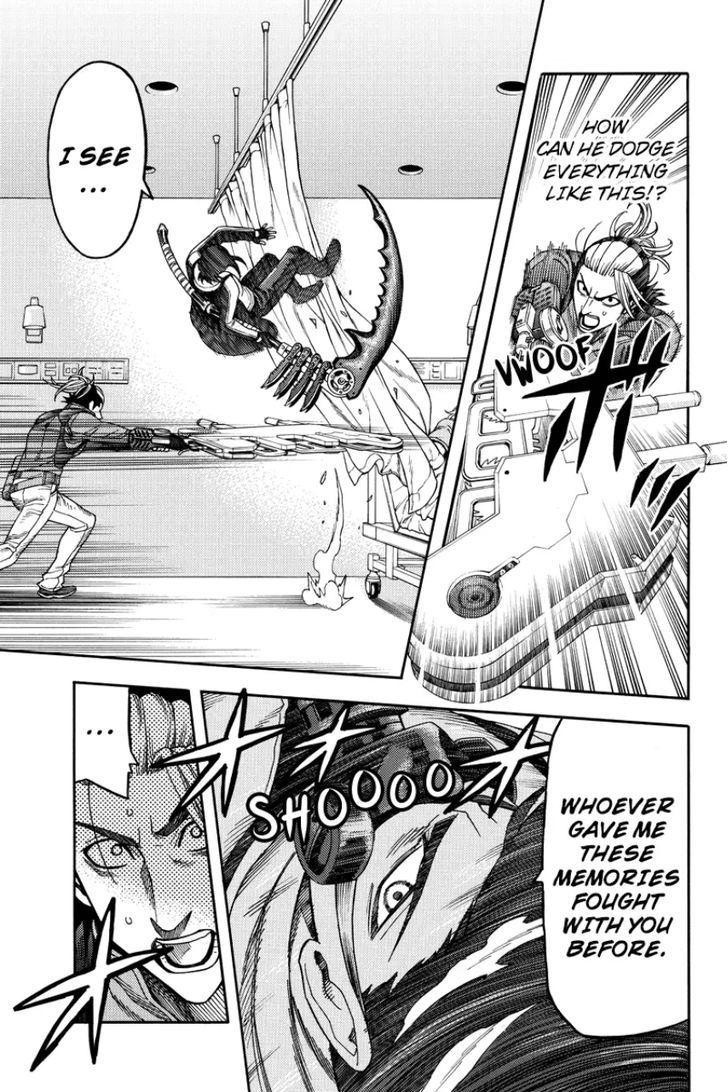 HOW
CAN HE DODGE
EVERYTHING
LIKE THIS!?
VWOOF
I SEE
...
WHOEVER
GAVE ME
THESE
MEMORIES
FOUGHT
WITH YOU
BEFORE.
SHOOOO
...